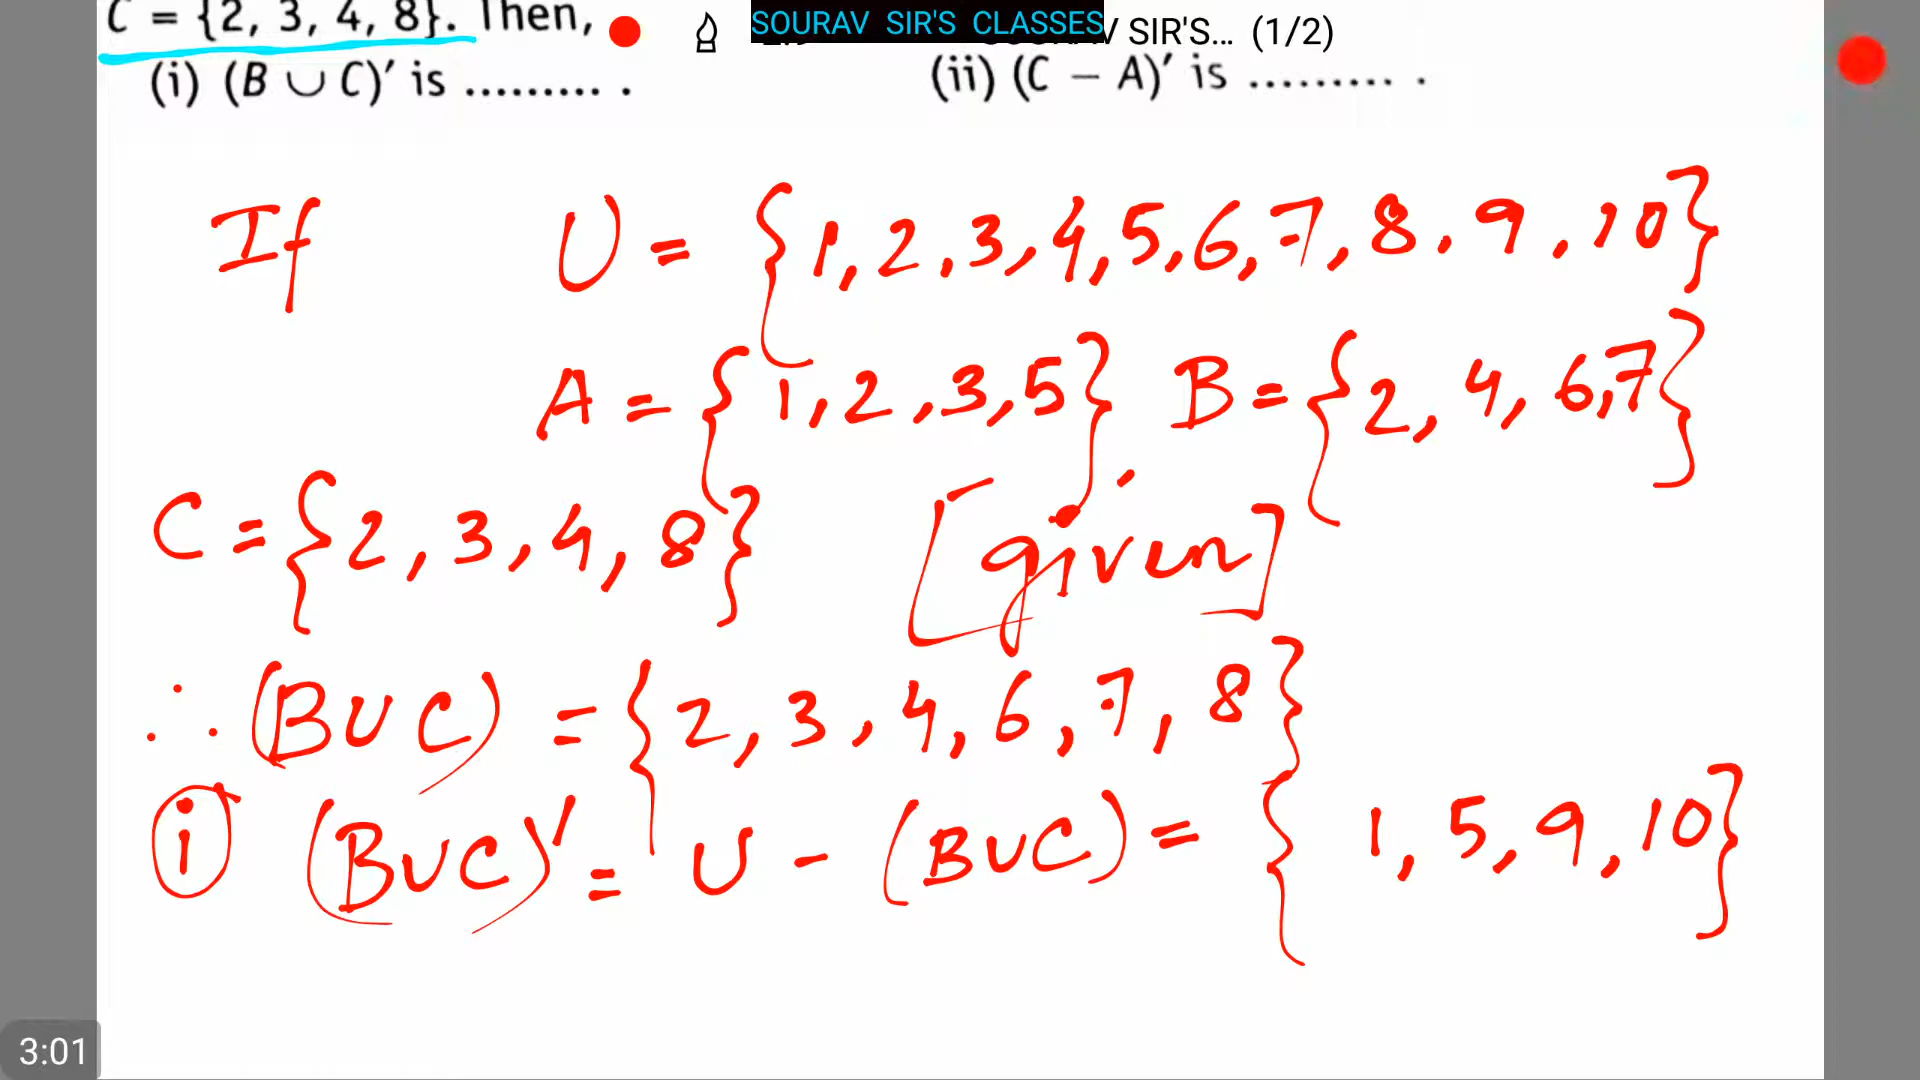 C = {2, 3, 4, 8}. Then,
SOURAV SIR'S CLASSES
V SIR'S... (1/2)
(i) (B ∪ C)′ is ......... .
(ii) (C − A)′ is ......... .
If U = {1, 2, 3, 4, 5, 6, 7, 8, 9, 10}
A = {1, 2, 3, 5}, B = {2, 4, 6, 7}
C = {2, 3, 4, 8} [given]
∴ (B∪C) = {2, 3, 4, 6, 7, 8}
(i) (B∪C)′ = U - (B∪C) = {1, 5, 9, 10}
3:01